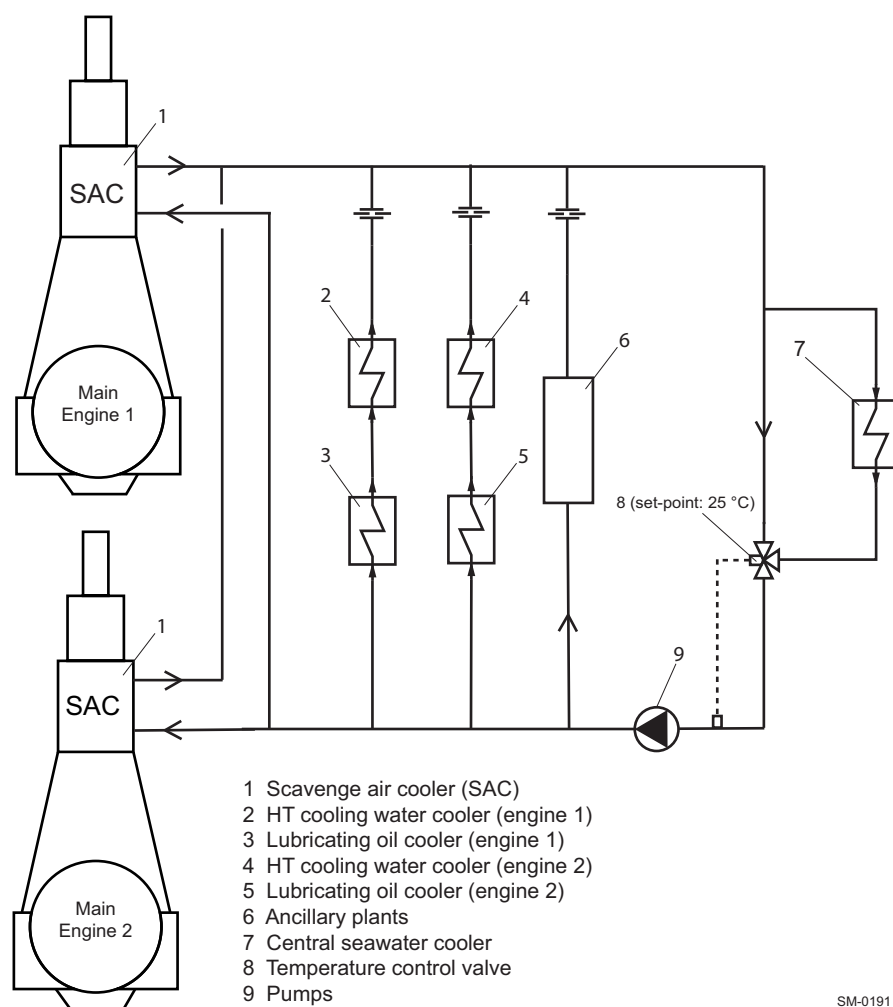 1
SAC
2
4
6
7
Main
Engine 1
3
5
8 (set-point: 25 °C)
1
9
SAC
1 Scavenge air cooler (SAC)
2 HT cooling water cooler (engine 1)
3 Lubricating oil cooler (engine 1)
4 HT cooling water cooler (engine 2)
5 Lubricating oil cooler (engine 2)
6 Ancillary plants
7 Central seawater cooler
8 Temperature control valve
9 Pumps
Main
Engine 2
SM-0191